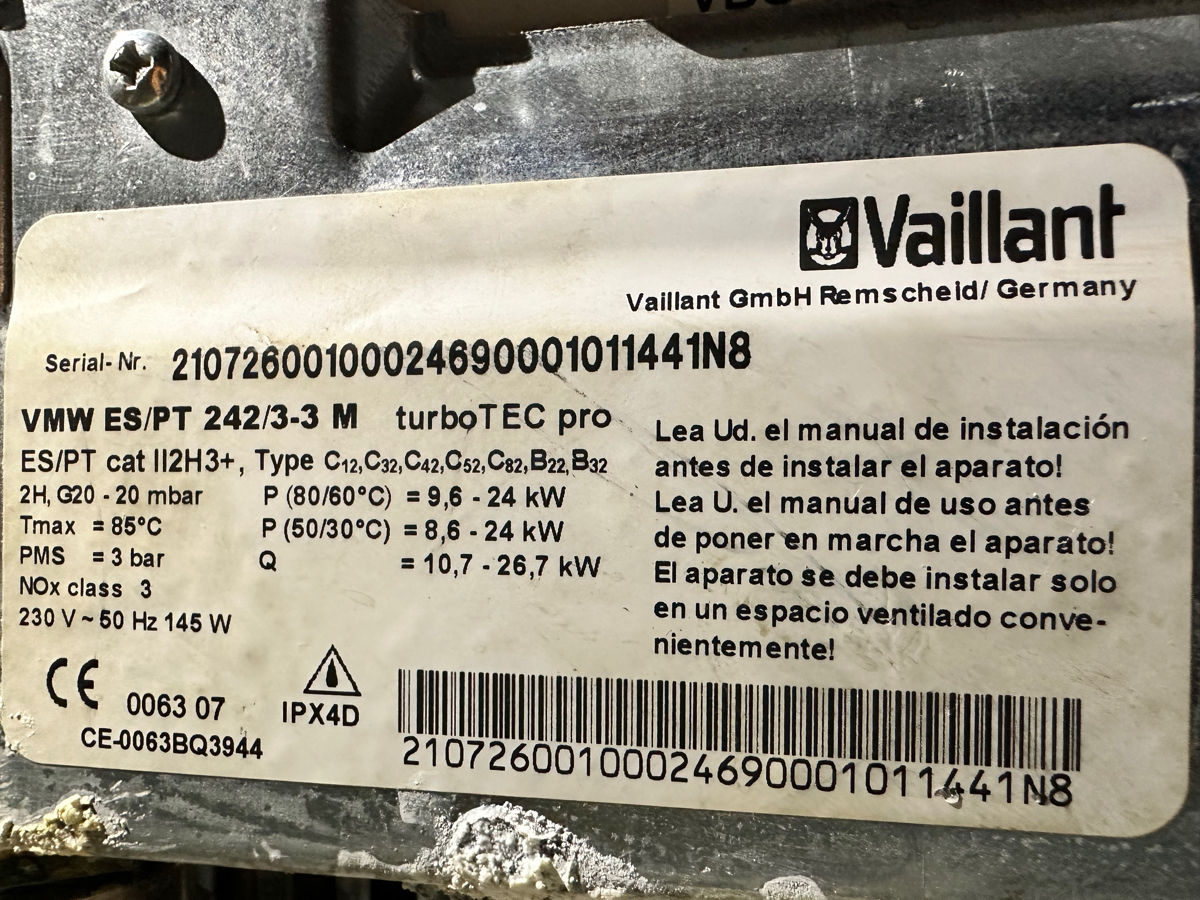 Vaillant
Vaillant GmbH Remscheid/ Germany
Serial-Nr. 21072600100024690001011441N8
VMW ES/PT 242/3-3 M turboTEC pro
ES/PT cat II2H3+, Type C12,C32,C42,C52,C82,B22,B32
2H, G20 - 20 mbar P (80/60°C) = 9,6 - 24 kW
Tmax = 85°C P (50/30°C) = 8,6 - 24 kW
PMS = 3 bar Q = 10,7 - 26,7 kW
NOx class 3
230 V ~ 50 Hz 145 W
Lea Ud. el manual de instalación
antes de instalar el aparato!
Lea U. el manual de uso antes
de poner en marcha el aparato!
El aparato se debe instalar solo
en un espacio ventilado conve-
nientemente!
CE 0063 07
CE-0063BQ3944
IPX4D
21072600100024690001011441N8